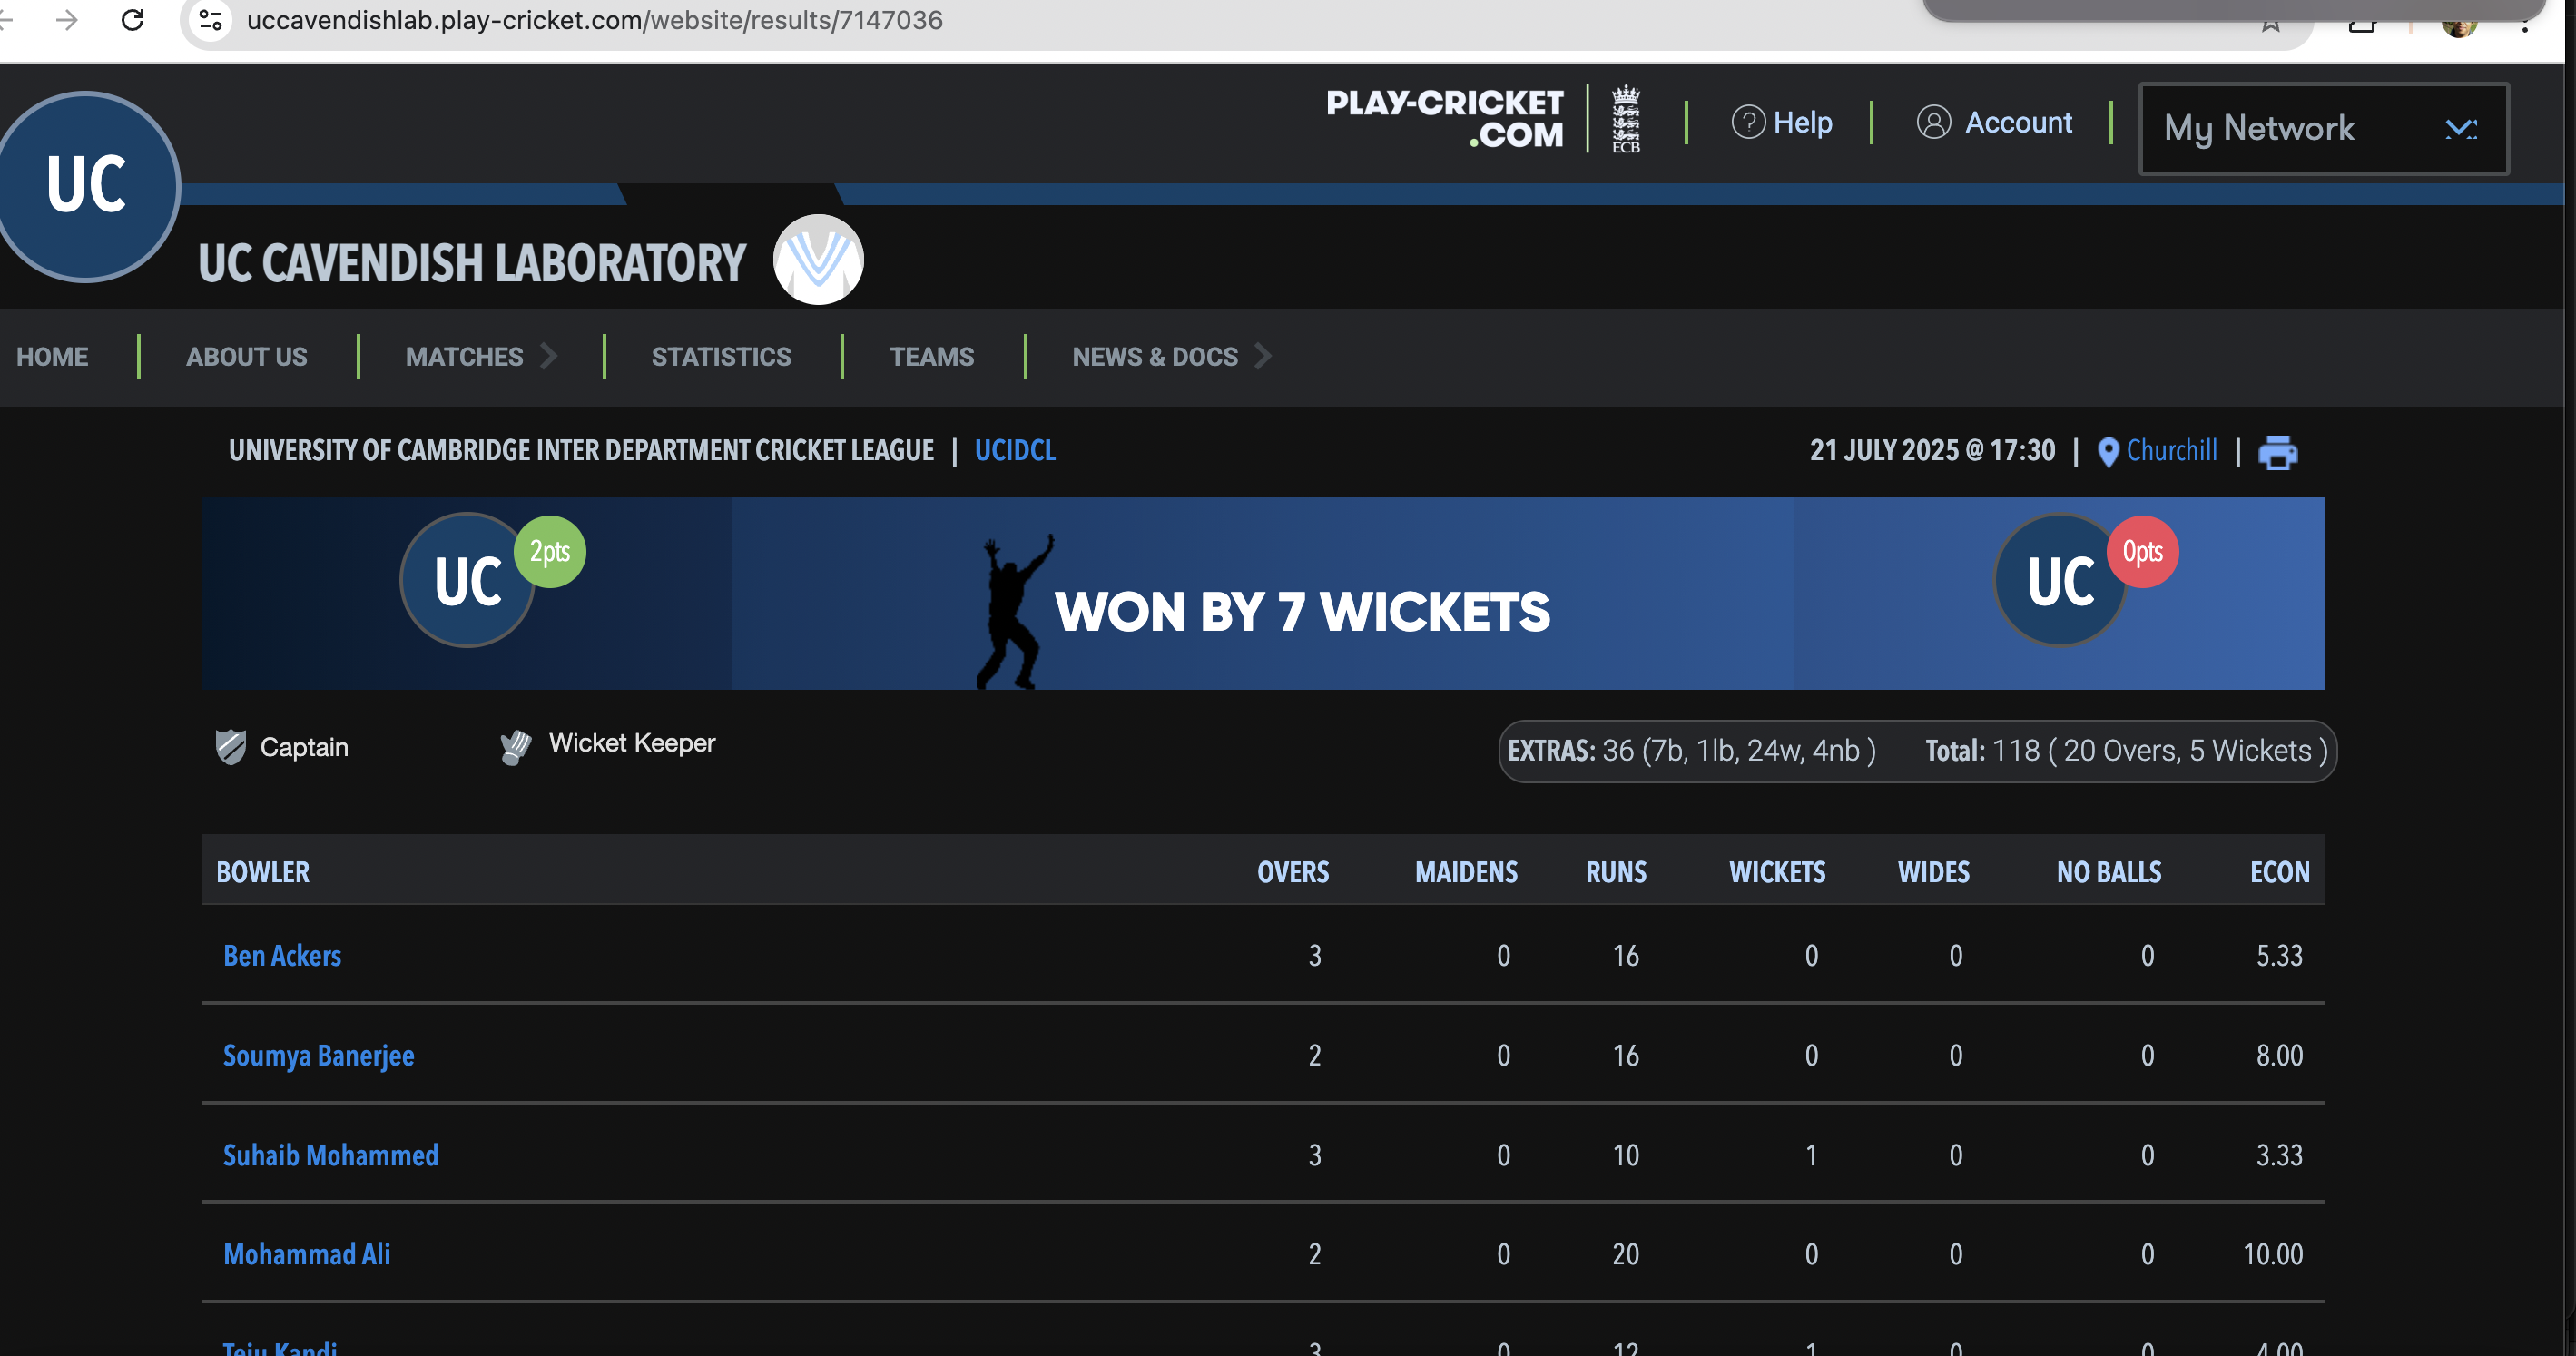 uccavendishlab.play-cricket.com/website/results/7147036
PLAY-CRICKET
.COM
ECB
? Help
Account
My Network
UC
UC CAVENDISH LABORATORY
HOME
ABOUT US
MATCHES
STATISTICS
TEAMS
NEWS & DOCS
UNIVERSITY OF CAMBRIDGE INTER DEPARTMENT CRICKET LEAGUE | UCIDCL
21 JULY 2025 @ 17:30 | Churchill |
UC 2pts
WON BY 7 WICKETS
UC 0pts
Captain
Wicket Keeper
EXTRAS: 36 (7b, 1lb, 24w, 4nb ) Total: 118 ( 20 Overs, 5 Wickets )
BOWLER OVERS MAIDENS RUNS WICKETS WIDES NO BALLS ECON
Ben Ackers 3 0 16 0 0 0 5.33
Soumya Banerjee 2 0 16 0 0 0 8.00
Suhaib Mohammed 3 0 10 1 0 0 3.33
Mohammad Ali 2 0 20 0 0 0 10.00
Teju Kandi 3 0 12 1 0 0 4.00